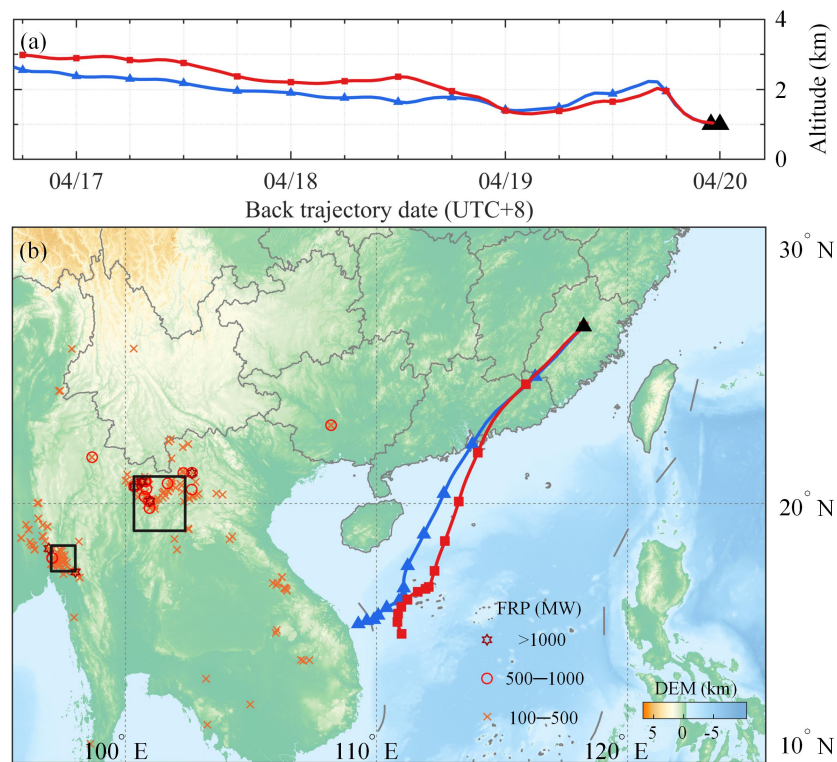 (a)
4
2
0
Altitude (km)
04/17 04/18 04/19 04/20
Back trajectory date (UTC+8)
(b)
30° N
20° N
10° N
FRP (MW)
>1000
500—1000
100—500
DEM (km)
5 0 -5
100° E 110° E 120° E